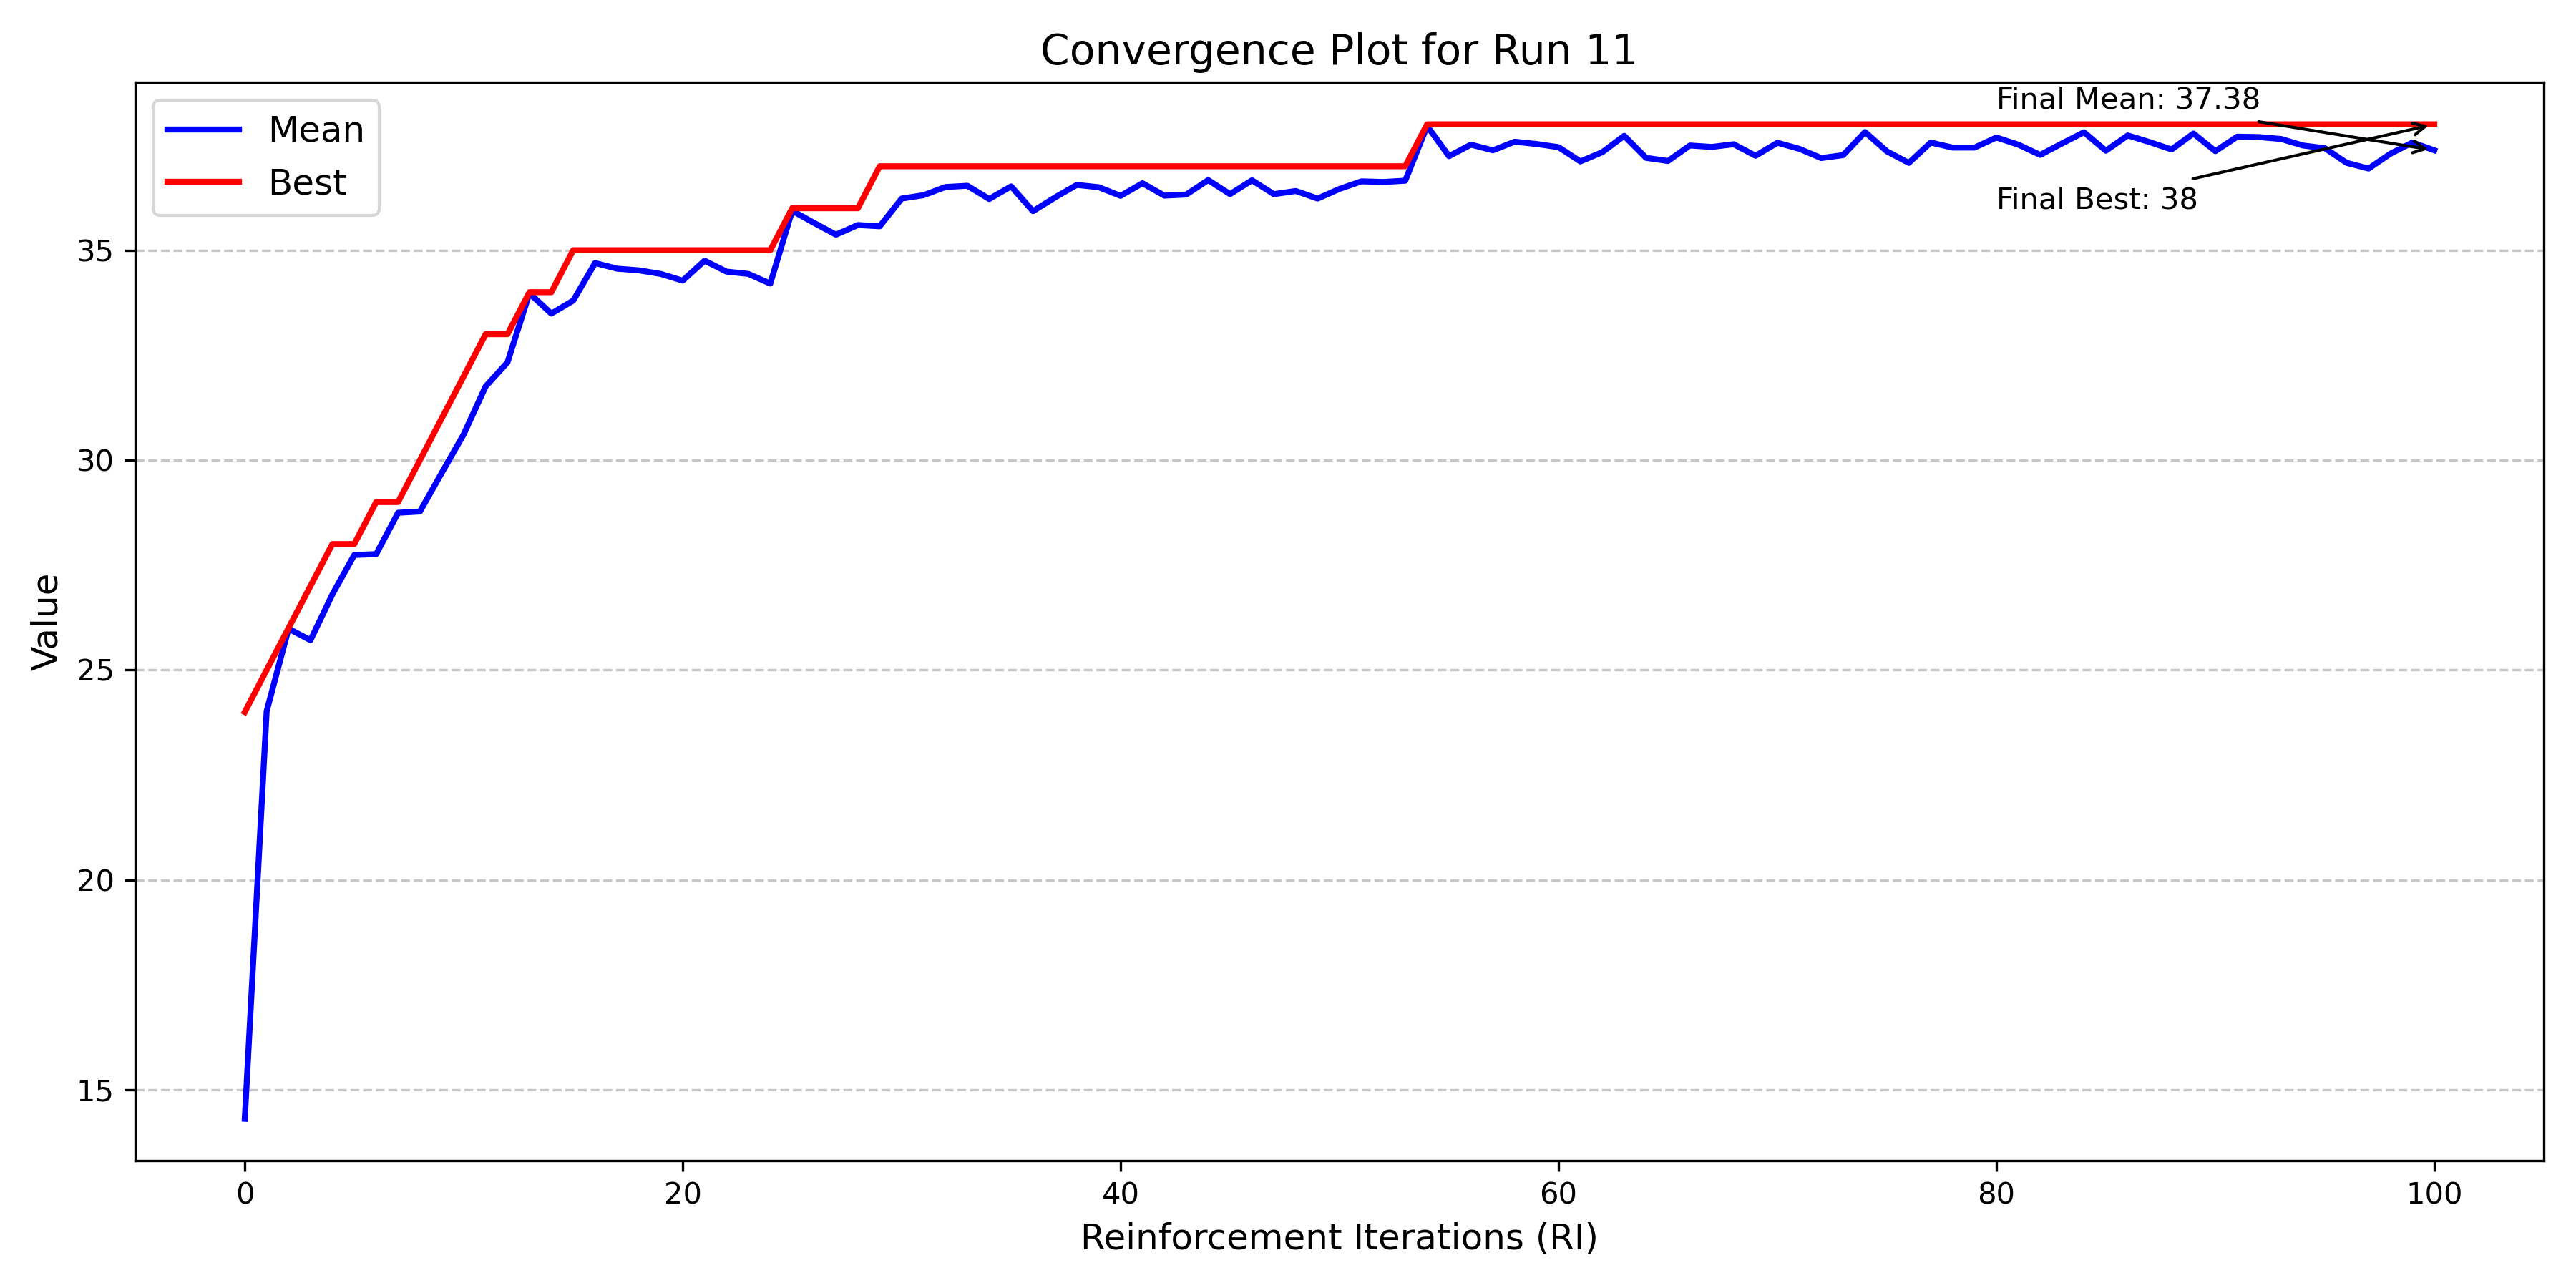 Convergence Plot for Run 11
Mean
Best
Final Mean: 37.38
Final Best: 38
Value
35
30
25
20
15
0 20 40 60 80 100
Reinforcement Iterations (RI)